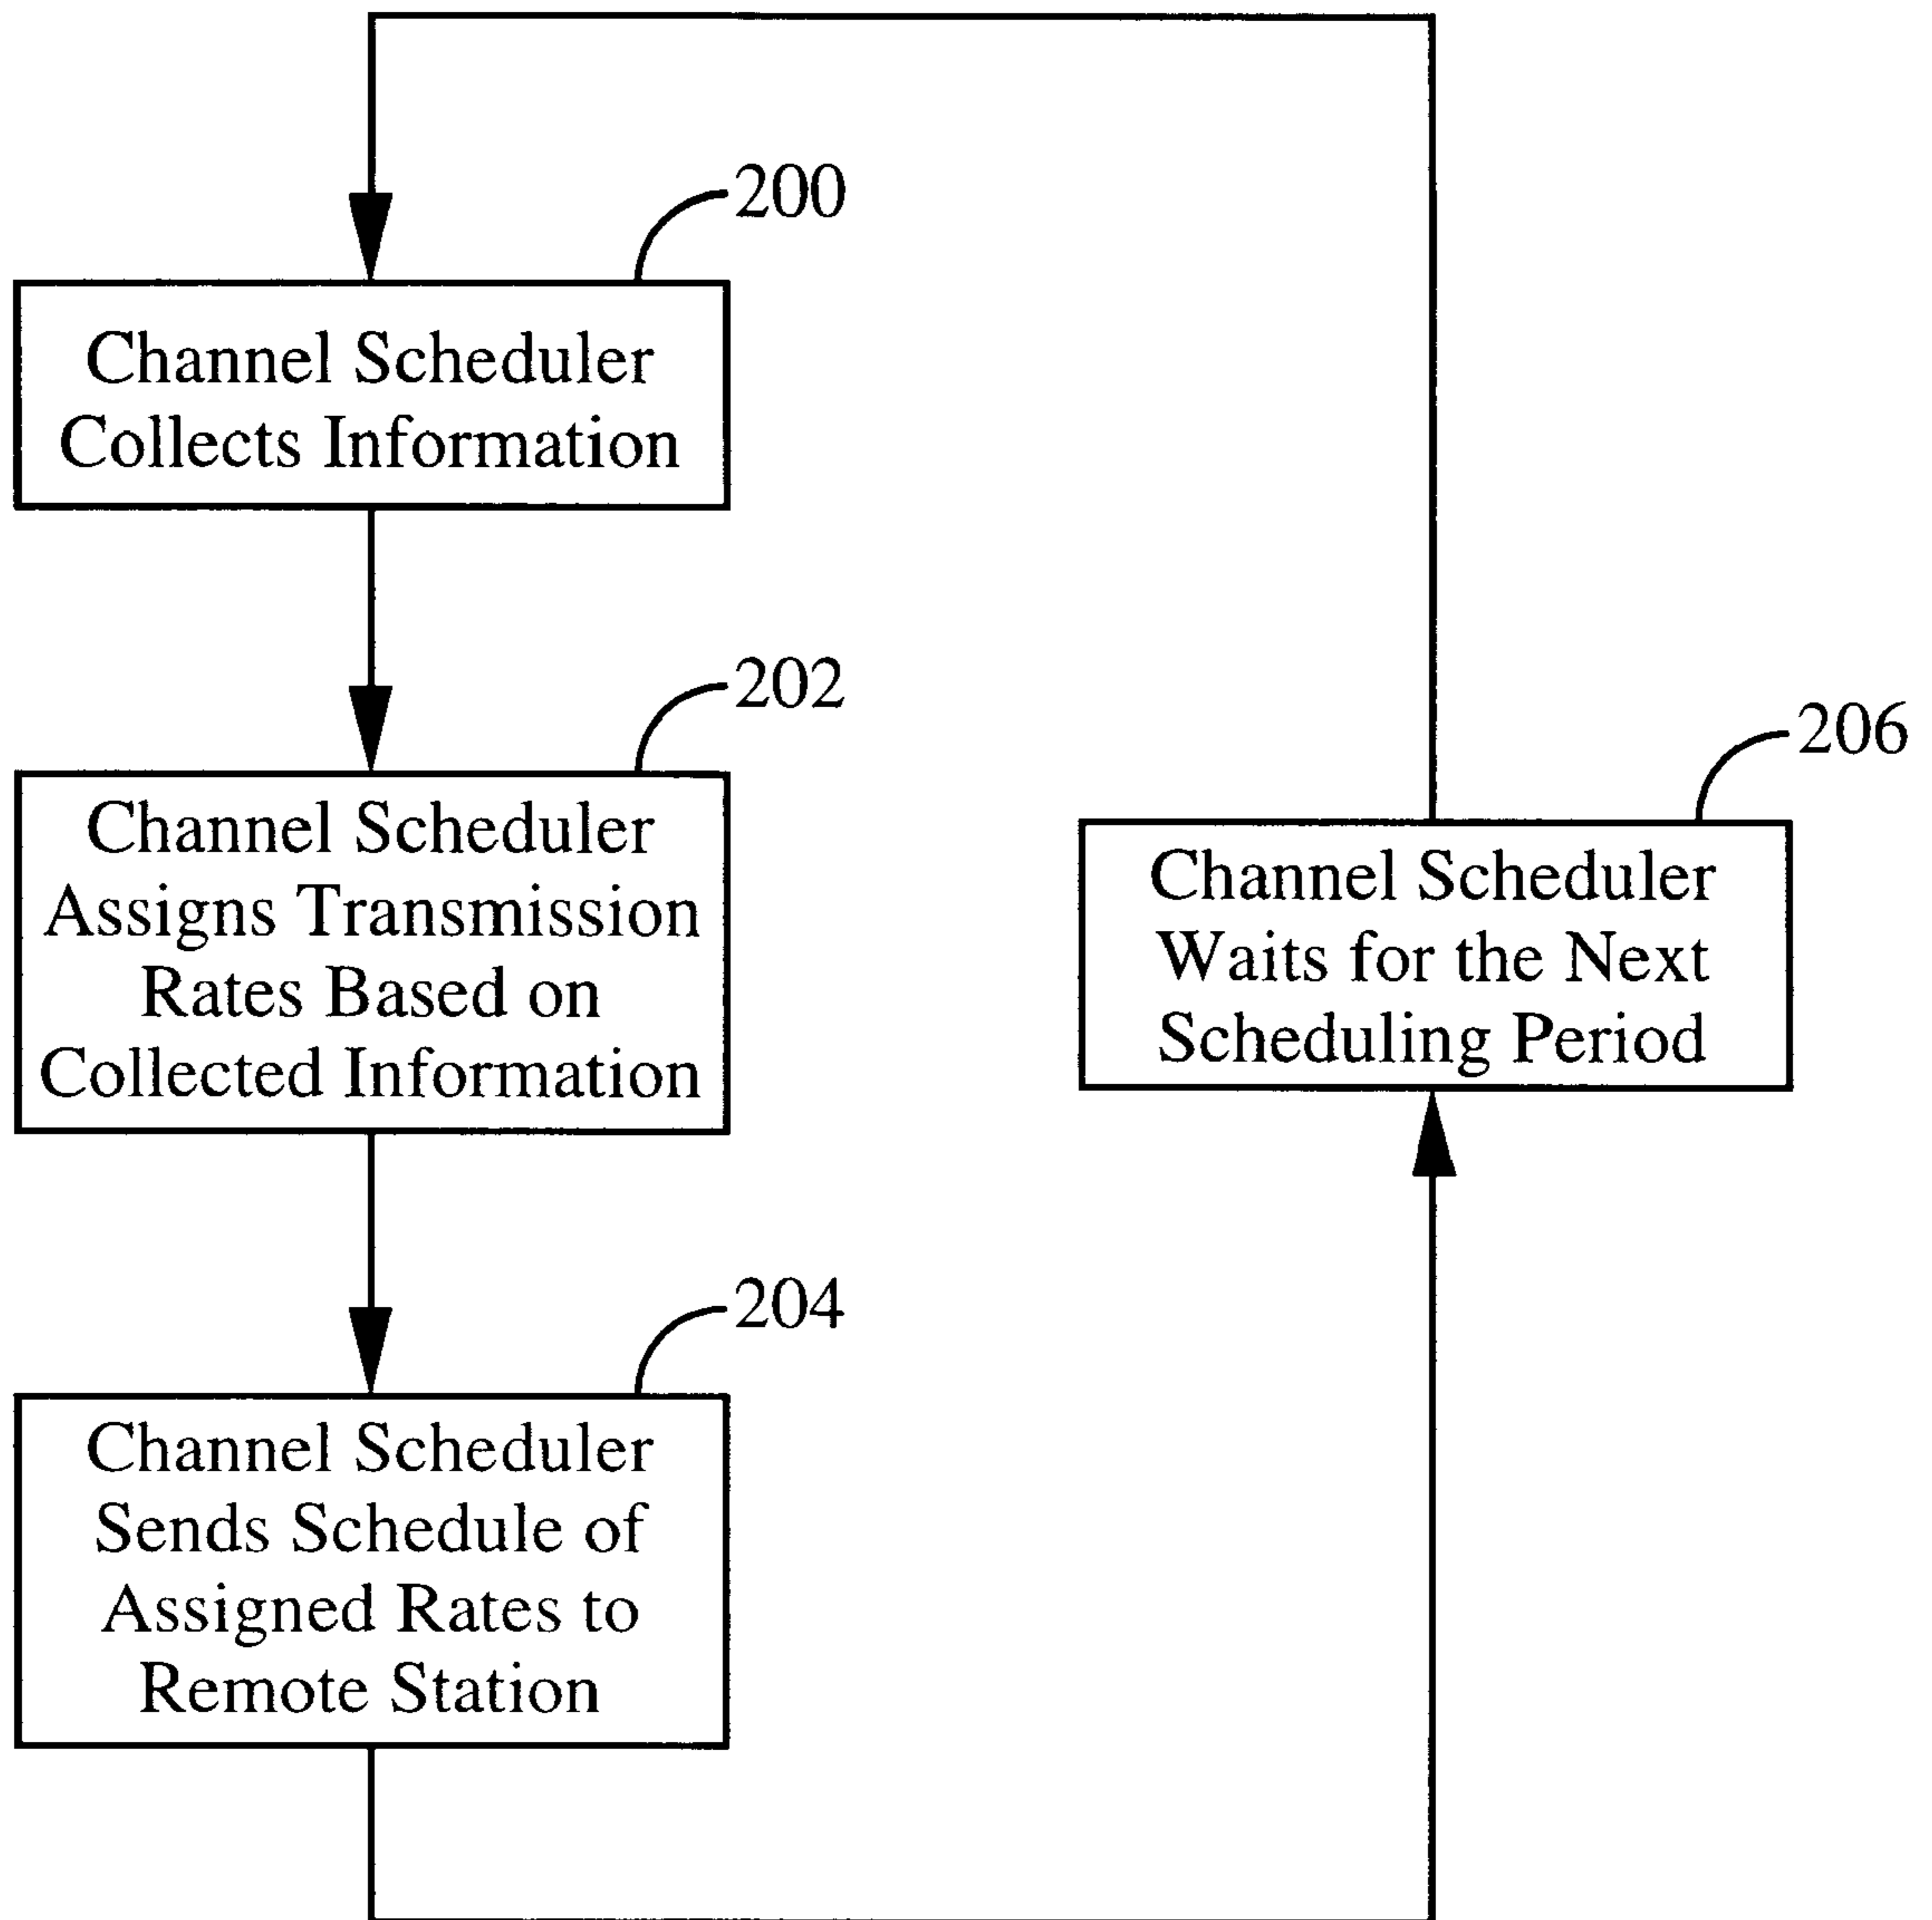 200
Channel Scheduler
Collects Information
202
Channel Scheduler
Assigns Transmission
Rates Based on
Collected Information
204
Channel Scheduler
Sends Schedule of
Assigned Rates to
Remote Station
206
Channel Scheduler
Waits for the Next
Scheduling Period